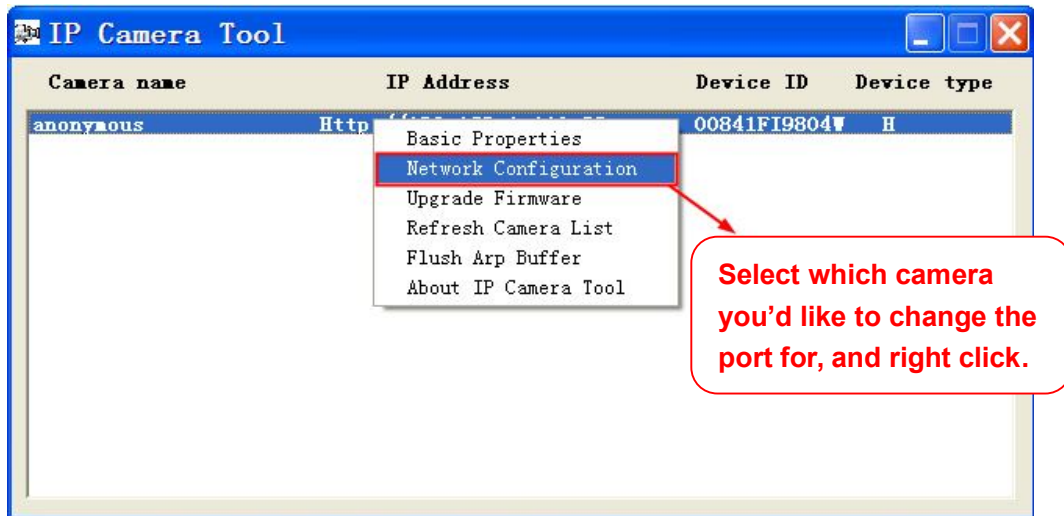 IP Camera Tool
Camera name IP Address Device ID Device type
anonymous Http 00841FI9804W H
Basic Properties
Network Configuration
Upgrade Firmware
Refresh Camera List
Flush Arp Buffer
About IP Camera Tool
Select which camera
you’d like to change the
port for, and right click.